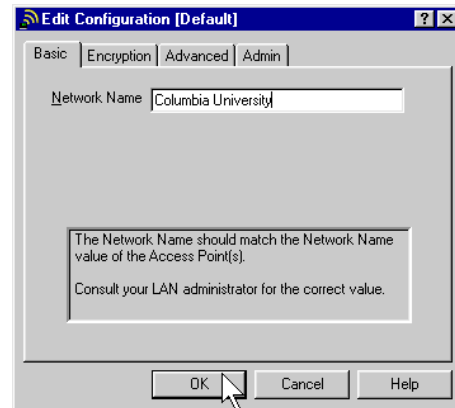 Edit Configuration [Default]
Basic Encryption Advanced Admin
Network Name Columbia University
The Network Name should match the Network Name
value of the Access Point(s).
Consult your LAN administrator for the correct value.
OK Cancel Help